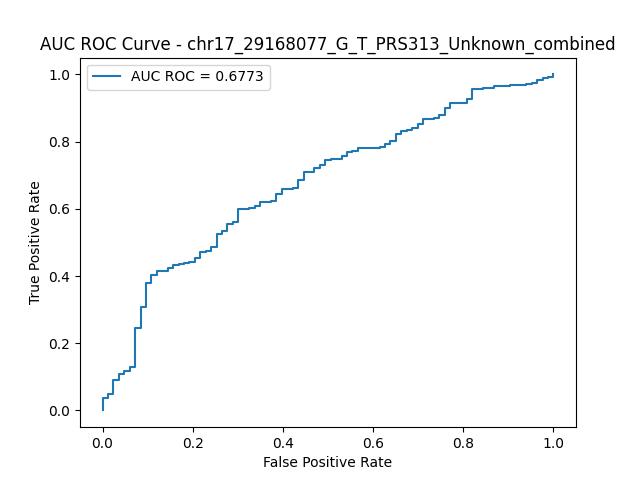 AUC ROC Curve - chr17_29168077_G_T_PRS313_Unknown_combined
AUC ROC = 0.6773
1.0
0.8
0.6
0.4
0.2
0.0
True Positive Rate
0.0 0.2 0.4 0.6 0.8 1.0
False Positive Rate